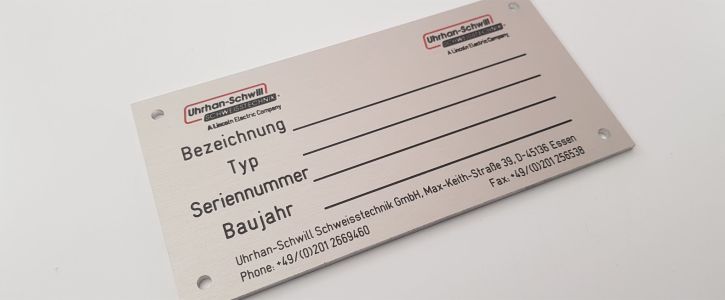 Uhrhan-Schwill
SCHWEISSTECHNIK
A Lincoln Electric Company
Uhrhan-Schwill
SCHWEISSTECHNIK
A Lincoln Electric Company
Bezeichnung
Typ
Seriennummer
Baujahr
Uhrhan-Schwill Schweisstechnik GmbH, Max-Keith-Straße 39, D-45136 Essen
Phone: +49/(0)201 2669460 Fax: +49/(0)201 256538